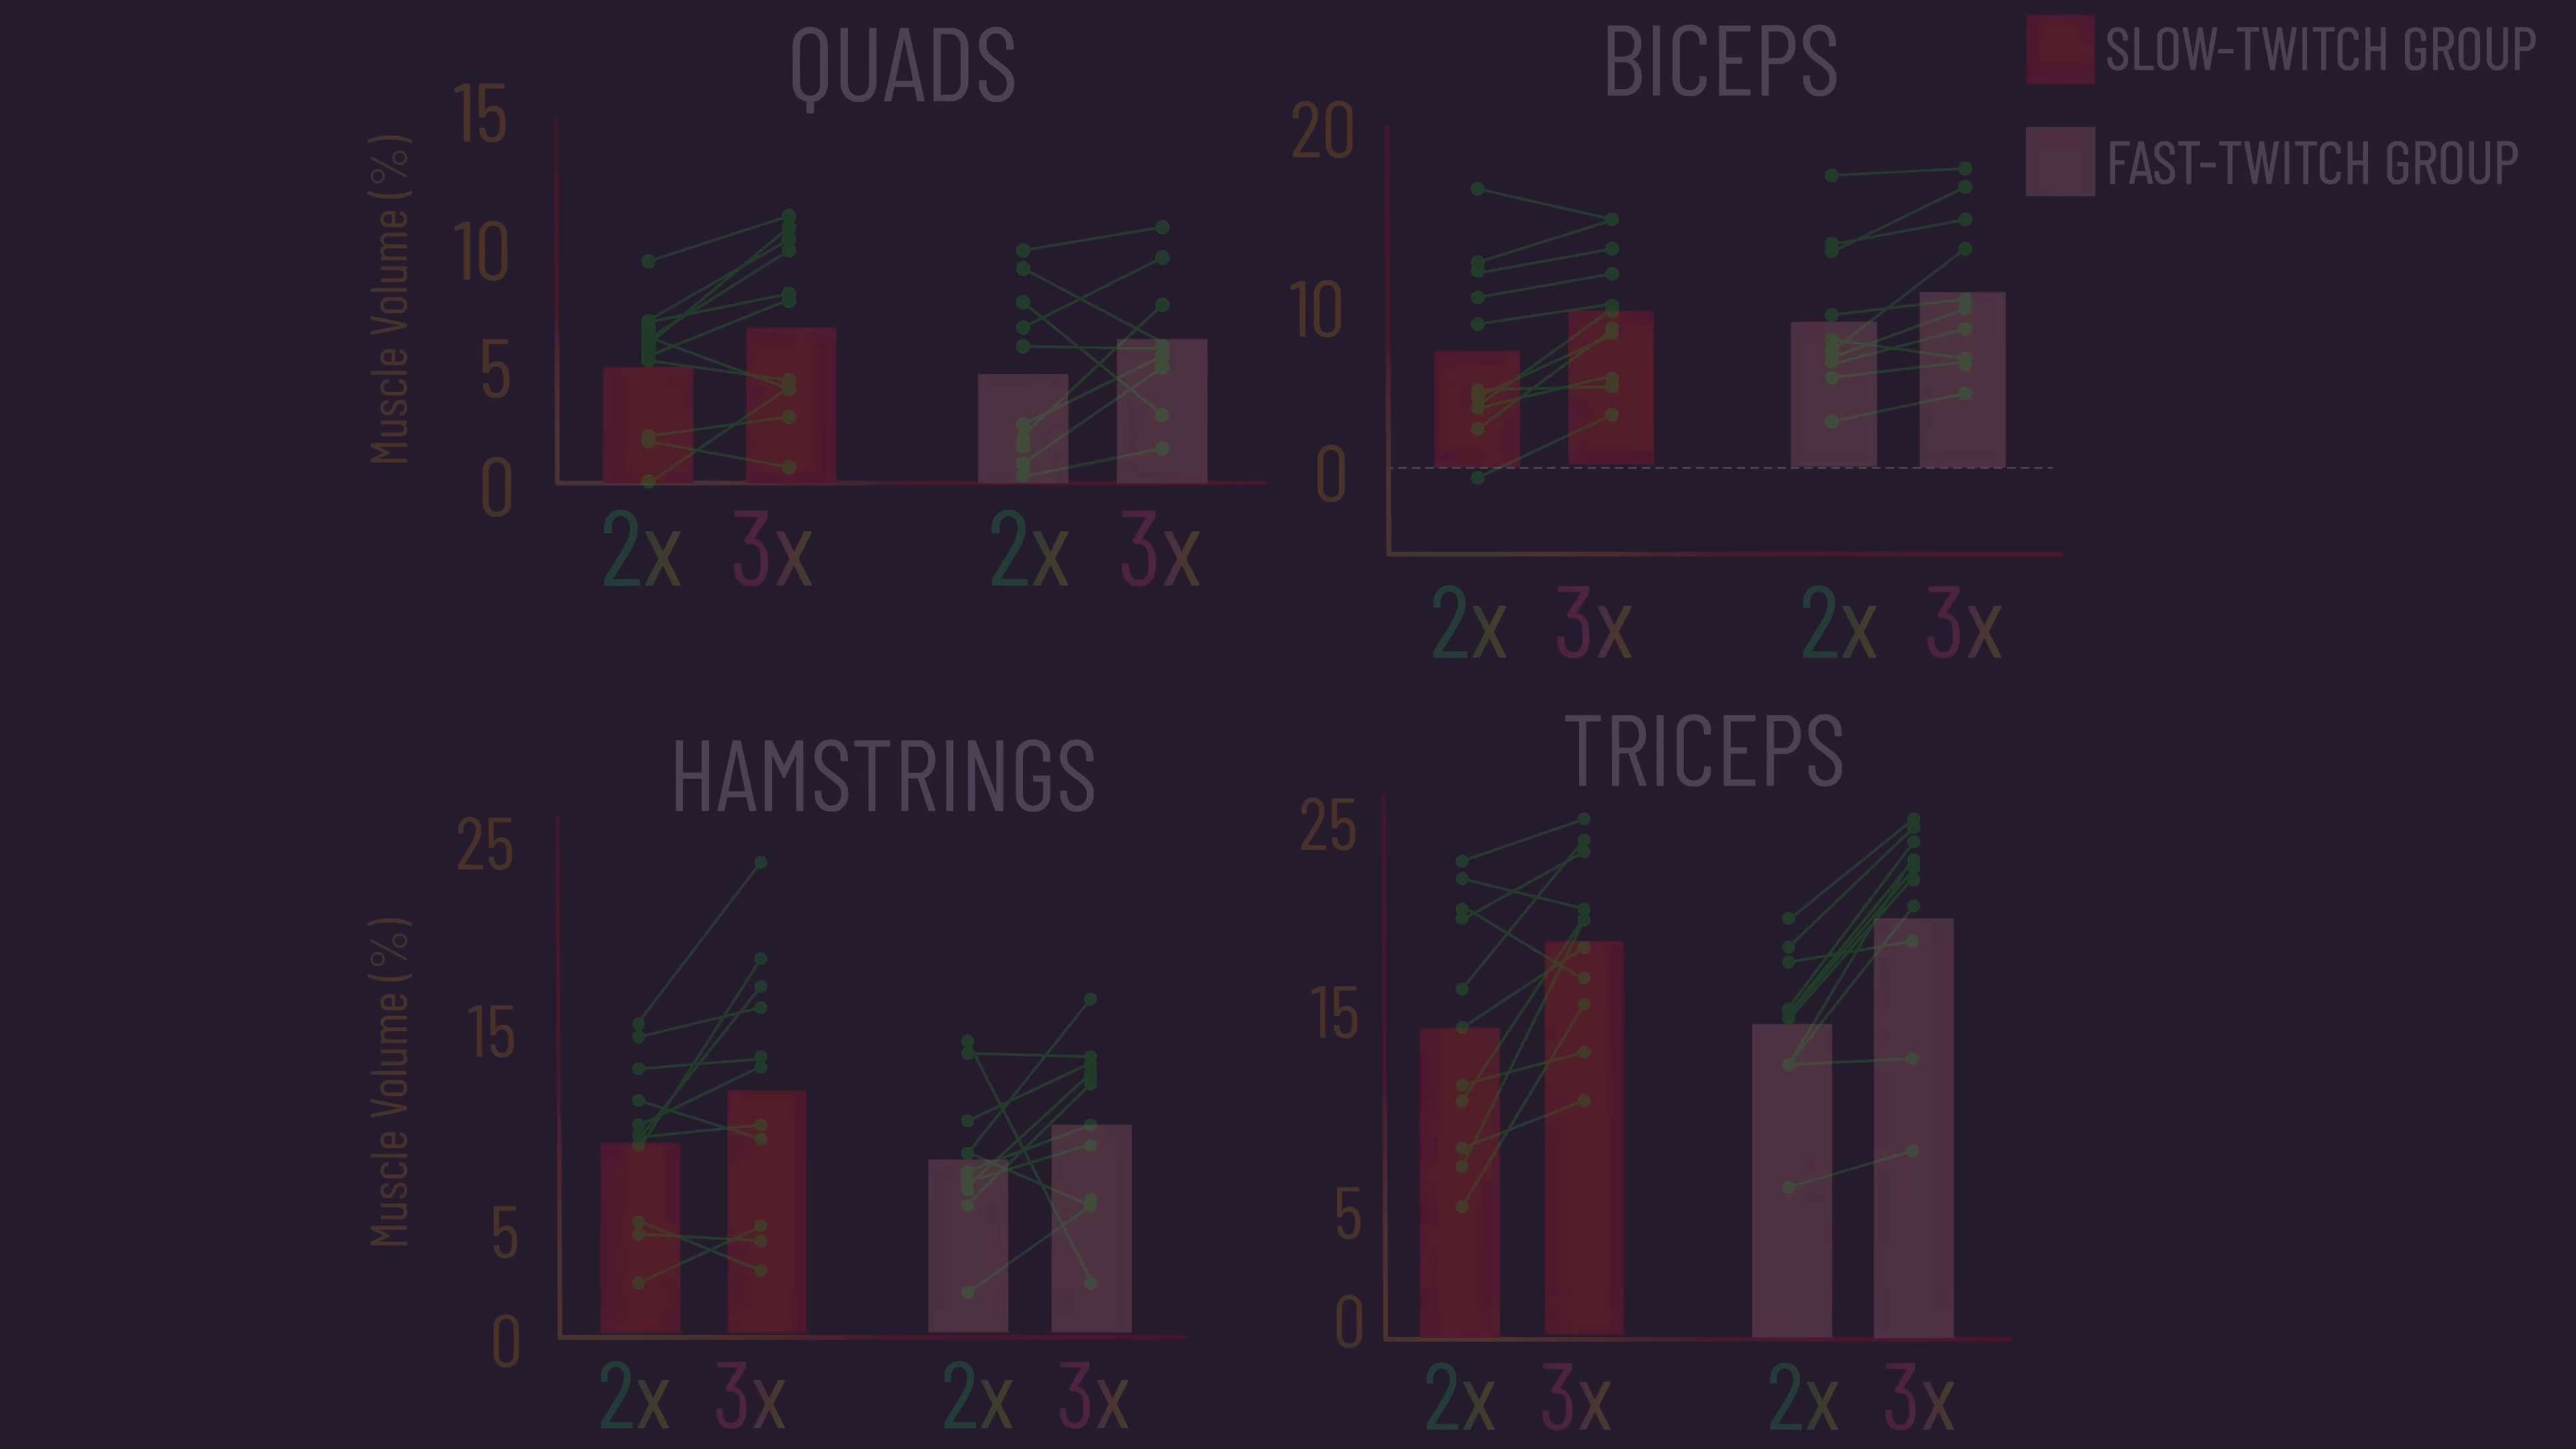 QUADS
15
10
5
0
Muscle Volume (%)
2x 3x 2x 3x
BICEPS
20
10
0
2x 3x 2x 3x
SLOW-TWITCH GROUP
FAST-TWITCH GROUP
HAMSTRINGS
25
15
5
0
Muscle Volume (%)
2x 3x 2x 3x
TRICEPS
25
15
5
0
2x 3x 2x 3x